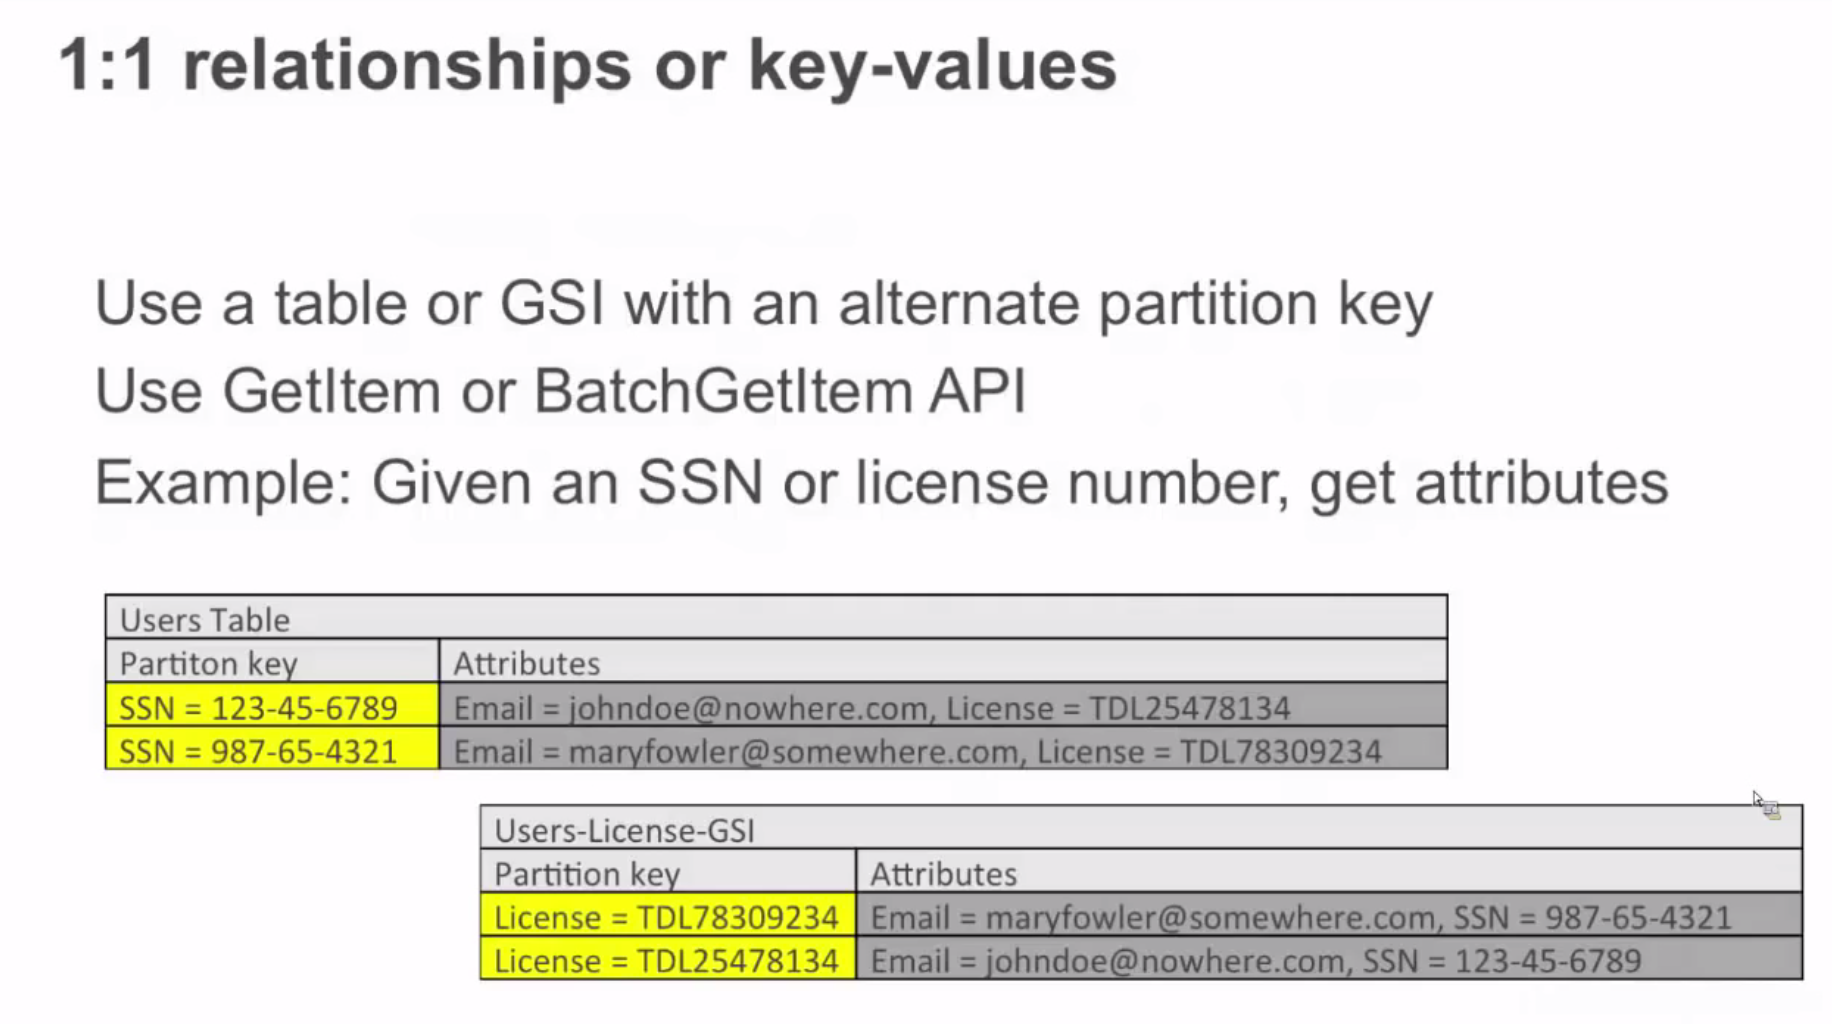 1:1 relationships or key-values
Use a table or GSI with an alternate partition key
Use GetItem or BatchGetItem API
Example: Given an SSN or license number, get attributes
Users Table
Partiton key Attributes
SSN = 123-45-6789 Email = johndoe@nowhere.com, License = TDL25478134
SSN = 987-65-4321 Email = maryfowler@somewhere.com, License = TDL78309234
Users-License-GSI
Partition key Attributes
License = TDL78309234 Email = maryfowler@somewhere.com, SSN = 987-65-4321
License = TDL25478134 Email = johndoe@nowhere.com, SSN = 123-45-6789